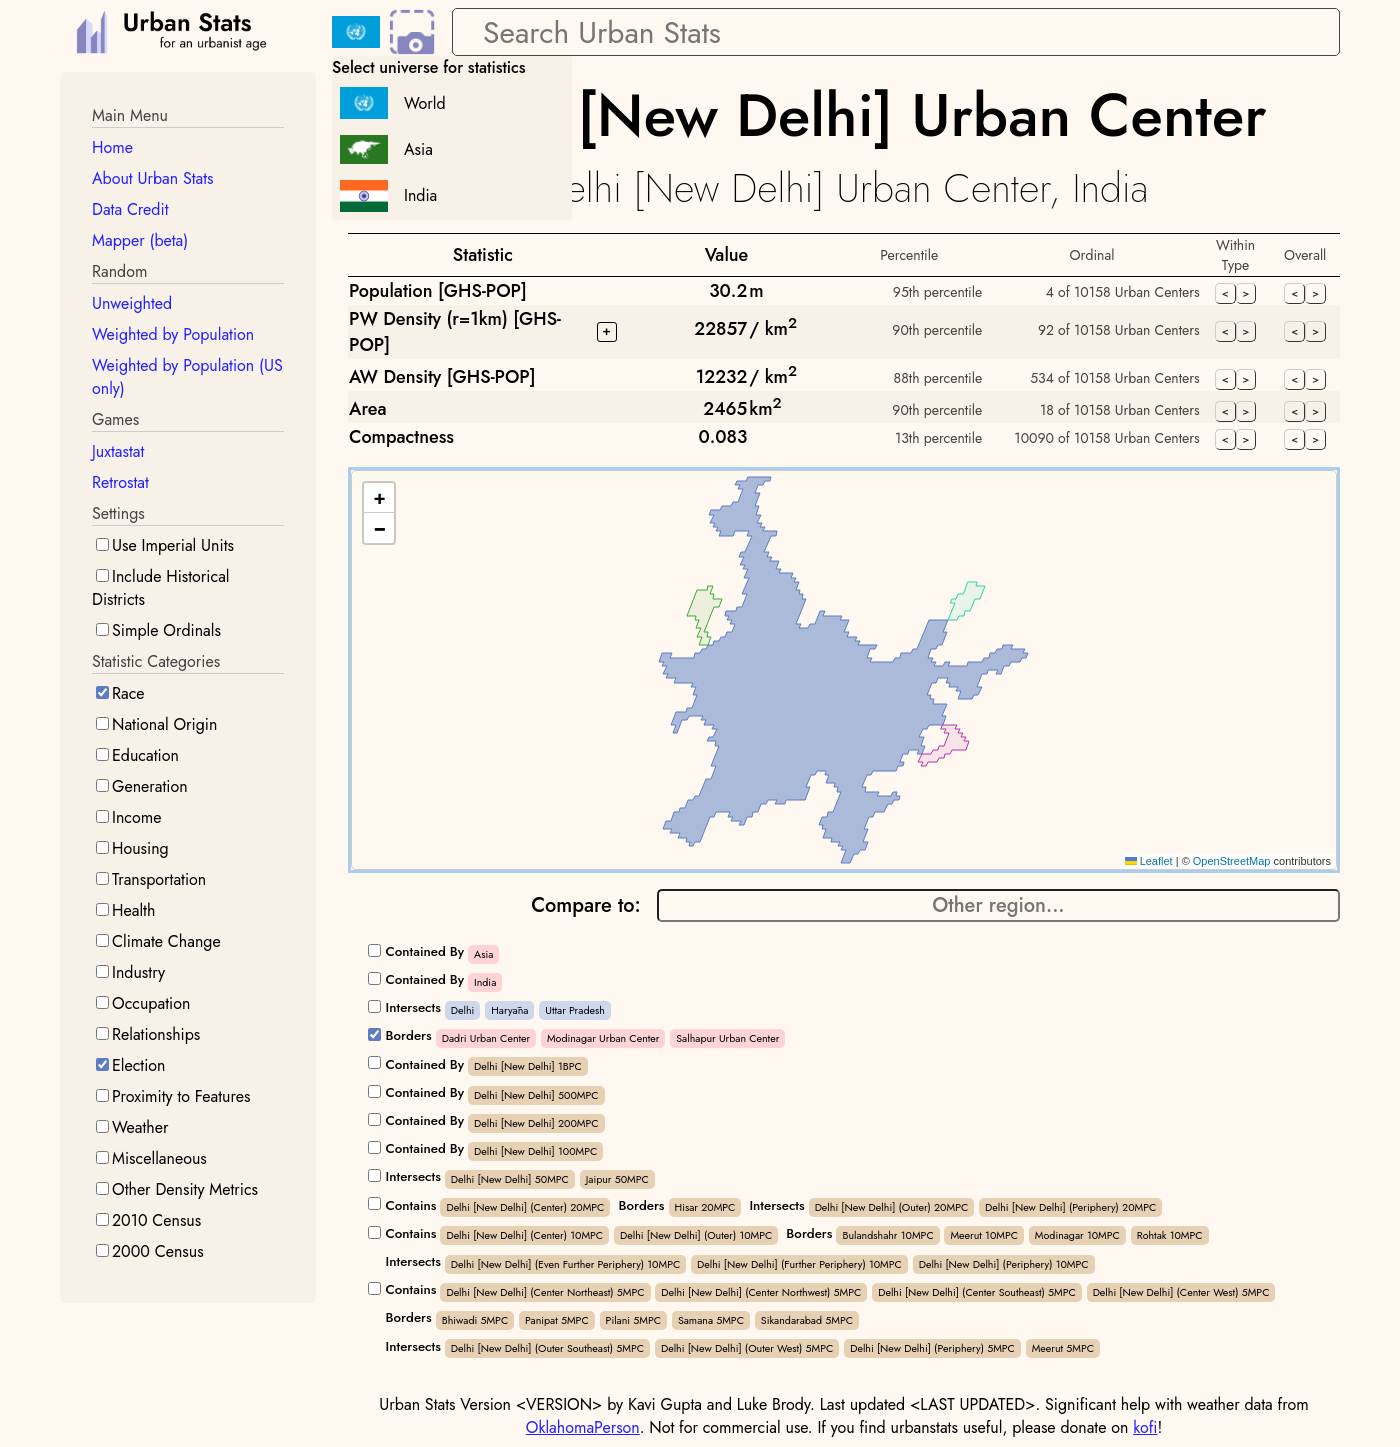 Urban Stats
for an urbanist age
Search Urban Stats
Select universe for statistics
World
Asia
India
[New Delhi] Urban Center
elhi [New Delhi] Urban Center, India
Main Menu
Home
About Urban Stats
Data Credit
Mapper (beta)
Random
Unweighted
Weighted by Population
Weighted by Population (US
only)
Games
Juxtastat
Retrostat
Settings
Use Imperial Units
Include Historical
Districts
Simple Ordinals
Statistic Categories
Race
National Origin
Education
Generation
Income
Housing
Transportation
Health
Climate Change
Industry
Occupation
Relationships
Election
Proximity to Features
Weather
Miscellaneous
Other Density Metrics
2010 Census
2000 Census
Statistic Value Percentile Ordinal Within Type Overall
Population [GHS-POP] 30.2 m 95th percentile 4 of 10158 Urban Centers < > < >
PW Density (r=1km) [GHS-
POP] + 22857 / km² 90th percentile 92 of 10158 Urban Centers < > < >
AW Density [GHS-POP] 12232 / km² 88th percentile 534 of 10158 Urban Centers < > < >
Area 2465 km² 90th percentile 18 of 10158 Urban Centers < > < >
Compactness 0.083 13th percentile 10090 of 10158 Urban Centers < > < >
+
−
Leaflet | © OpenStreetMap contributors
Compare to: Other region...
Contained By Asia
Contained By India
Intersects Delhi Haryāna Uttar Pradesh
Borders Dadri Urban Center Modinagar Urban Center Salhapur Urban Center
Contained By Delhi [New Delhi] 1BPC
Contained By Delhi [New Delhi] 500MPC
Contained By Delhi [New Delhi] 200MPC
Contained By Delhi [New Delhi] 100MPC
Intersects Delhi [New Delhi] 50MPC Jaipur 50MPC
Contains Delhi [New Delhi] (Center) 20MPC Borders Hisar 20MPC Intersects Delhi [New Delhi] (Outer) 20MPC Delhi [New Delhi] (Periphery) 20MPC
Contains Delhi [New Delhi] (Center) 10MPC Delhi [New Delhi] (Outer) 10MPC Borders Bulandshahr 10MPC Meerut 10MPC Modinagar 10MPC Rohtak 10MPC
Intersects Delhi [New Delhi] (Even Further Periphery) 10MPC Delhi [New Delhi] (Further Periphery) 10MPC Delhi [New Delhi] (Periphery) 10MPC
Contains Delhi [New Delhi] (Center Northeast) 5MPC Delhi [New Delhi] (Center Northwest) 5MPC Delhi [New Delhi] (Center Southeast) 5MPC Delhi [New Delhi] (Center West) 5MPC
Borders Bhiwadi 5MPC Panipat 5MPC Pilani 5MPC Samana 5MPC Sikandarabad 5MPC
Intersects Delhi [New Delhi] (Outer Southeast) 5MPC Delhi [New Delhi] (Outer West) 5MPC Delhi [New Delhi] (Periphery) 5MPC Meerut 5MPC
Urban Stats Version <VERSION> by Kavi Gupta and Luke Brody. Last updated <LAST UPDATED>. Significant help with weather data from
OklahomaPerson. Not for commercial use. If you find urbanstats useful, please donate on kofi!